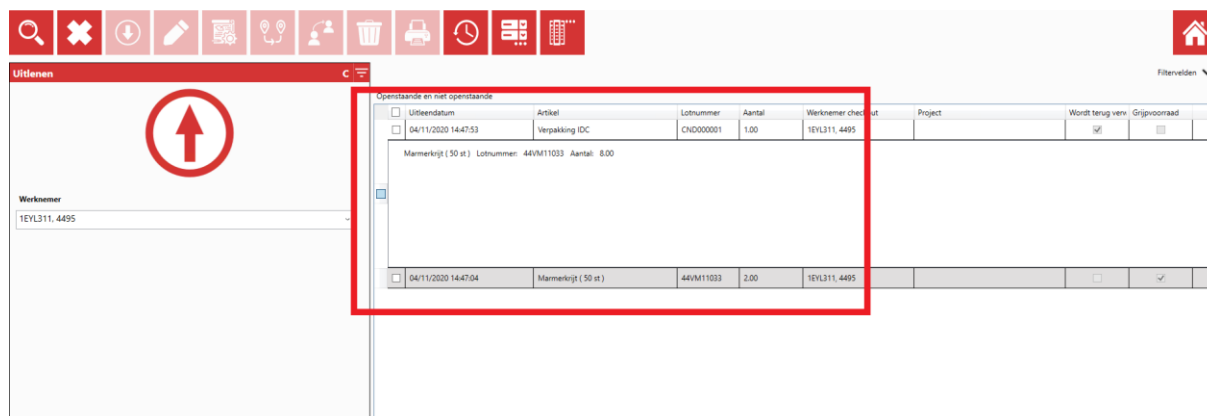 Uitlenen C
Filtervelden
Openstaande en niet openstaande
Uitleendatum Artikel Lotnummer Aantal Werknemer checkout Project Wordt terug verw Grijpvoorraad
04/11/2020 14:47:53 Verpakking IDC CND000001 1.00 1EYL311, 4495
Marmerkrijt ( 50 st ) Lotnummer: 44VM11033 Aantal: 8.00
Werknemer
1EYL311, 4495
04/11/2020 14:47:04 Marmerkrijt ( 50 st ) 44VM11033 2.00 1EYL311, 4495